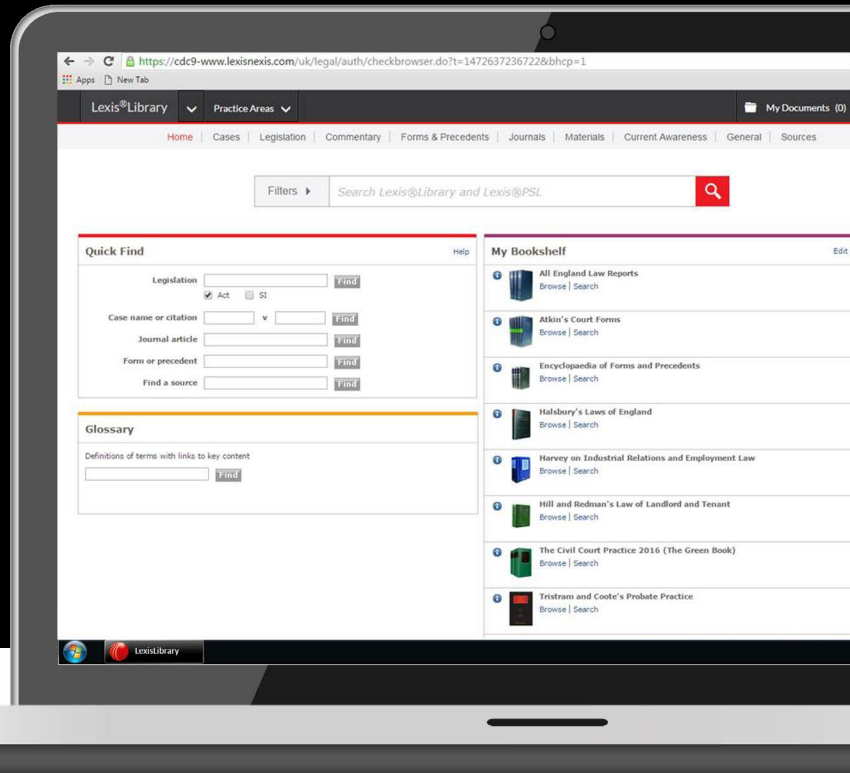 https://cdc9-www.lexisnexis.com/uk/legal/auth/checkbrowser.do?t=1472637236722&bhcp=1
Apps New Tab
Lexis®Library Practice Areas My Documents (0)
Home | Cases | Legislation | Commentary | Forms & Precedents | Journals | Materials | Current Awareness | General | Sources
Filters Search Lexis®Library and Lexis®PSL
Quick Find Help
Legislation Find
Act SI
Case name or citation v Find
Journal article Find
Form or precedent Find
Find a source Find
Glossary
Definitions of terms with links to key content
Find
My Bookshelf Edit
All England Law Reports
Browse | Search
Atkin's Court Forms
Browse | Search
Encyclopaedia of Forms and Precedents
Browse | Search
Halsbury's Laws of England
Browse | Search
Harvey on Industrial Relations and Employment Law
Browse | Search
Hill and Redman's Law of Landlord and Tenant
Browse | Search
The Civil Court Practice 2016 (The Green Book)
Browse | Search
Tristram and Coote's Probate Practice
Browse | Search
LexisLibrary